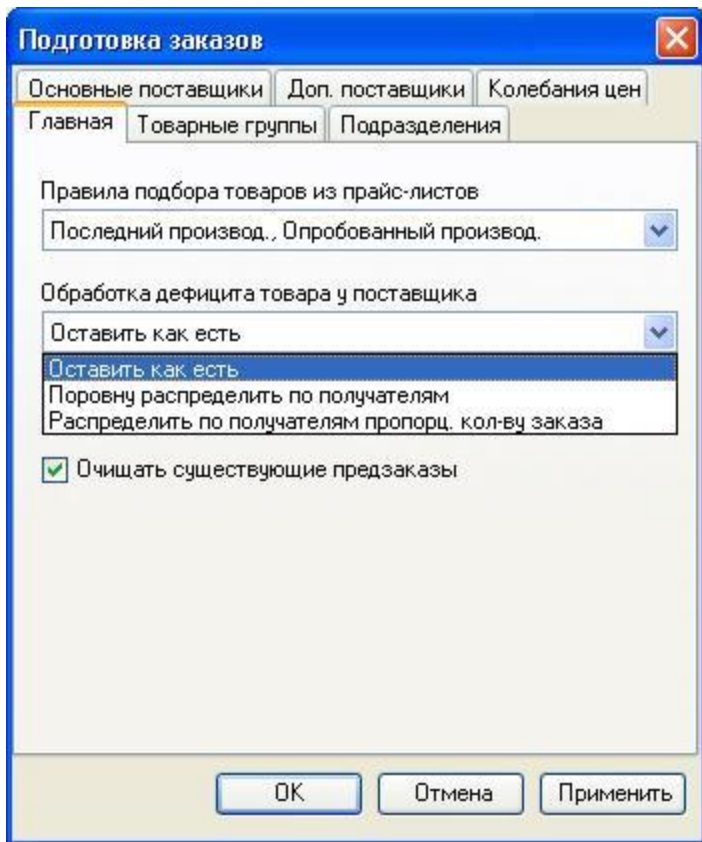 Подготовка заказов
Основные поставщики Доп. поставщики Колебания цен
Главная Товарные группы Подразделения
Правила подбора товаров из прайс-листов
Последний производ., Опробованный производ.
Обработка дефицита товара у поставщика
Оставить как есть
Оставить как есть
Поровну распределить по получателям
Распределить по получателям пропорц. кол-ву заказа
Очищать существующие предзаказы
OK Отмена Применить